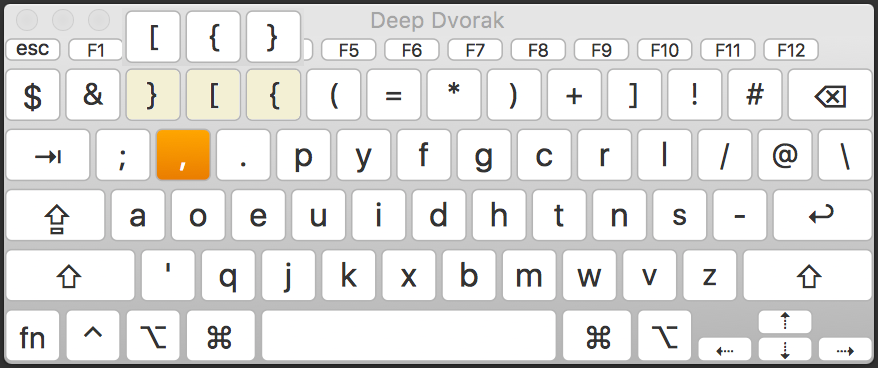 Deep Dvorak
[ { }
esc F1 F5 F6 F7 F8 F9 F10 F11 F12
$ & } [ { ( = * ) + ] ! # ⌫
⇥ ; , . p y f g c r l / @ \
⇪ a o e u i d h t n s - ↩
⇧ ' q j k x b m w v z ⇧
fn ^ ⌥ ⌘ ⌘ ⌥ ⇠ ⇡ ⇣ ⇢